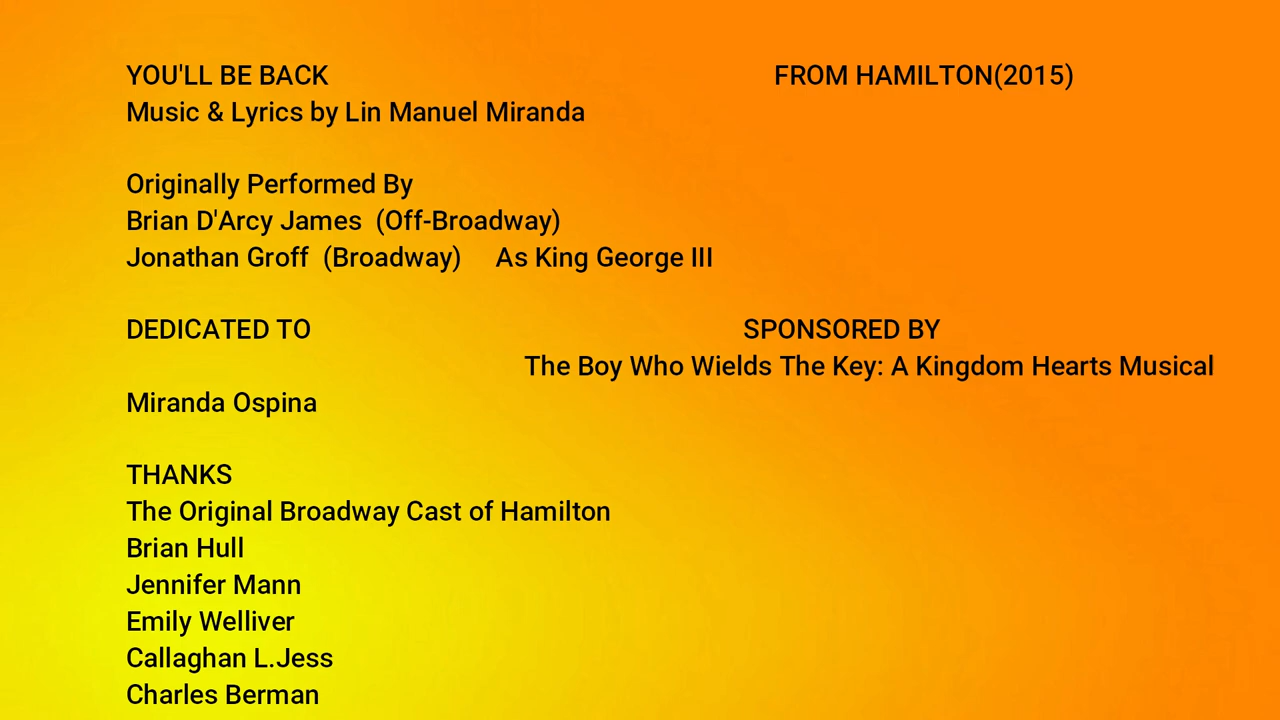 YOU'LL BE BACK FROM HAMILTON(2015)
Music & Lyrics by Lin Manuel Miranda
Originally Performed By
Brian D'Arcy James (Off-Broadway)
Jonathan Groff (Broadway) As King George III
DEDICATED TO SPONSORED BY
The Boy Who Wields The Key: A Kingdom Hearts Musical
Miranda Ospina
THANKS
The Original Broadway Cast of Hamilton
Brian Hull
Jennifer Mann
Emily Welliver
Callaghan L.Jess
Charles Berman